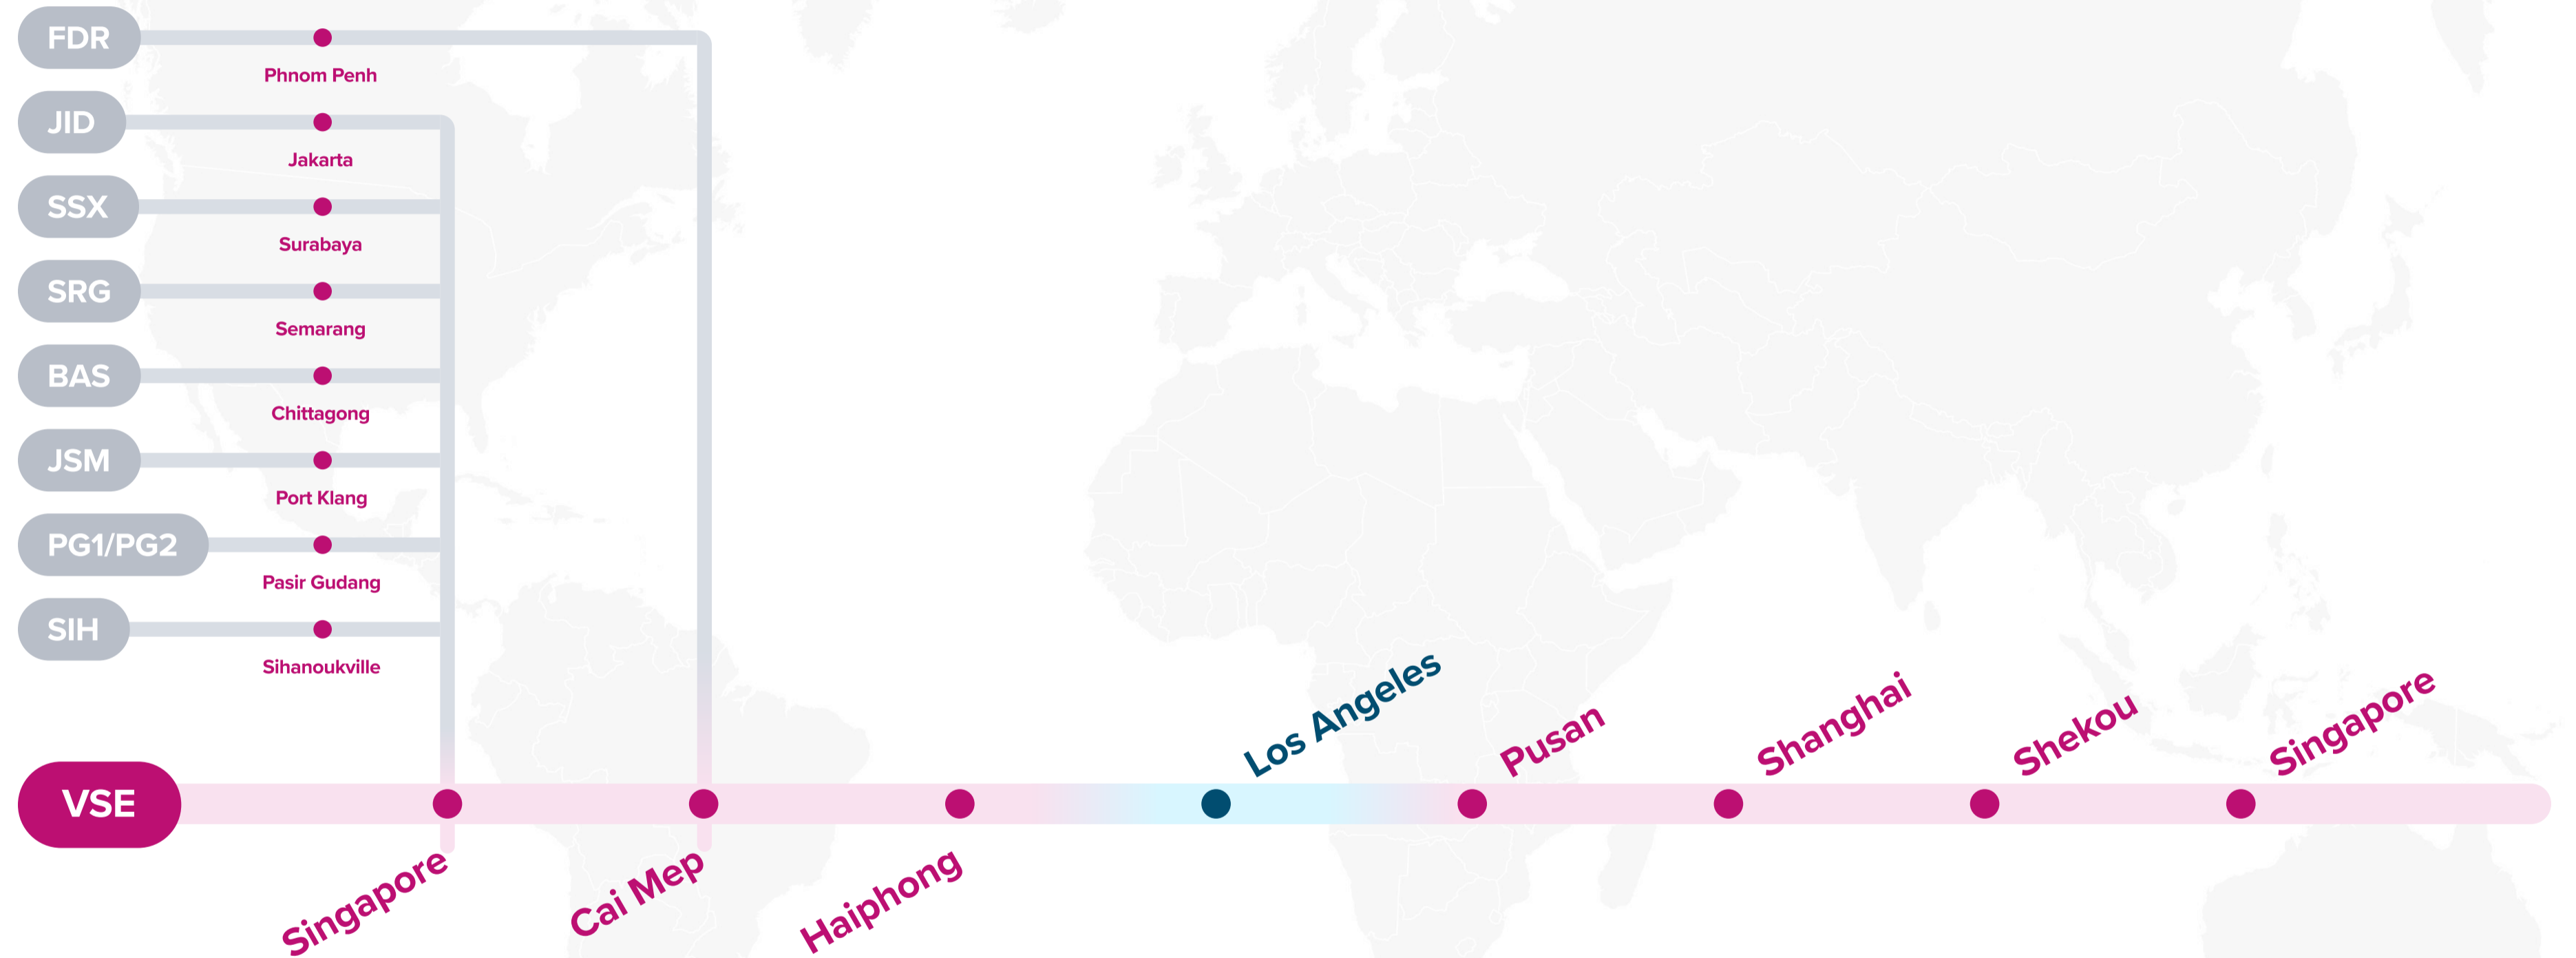 FDR
Phnom Penh
JID
Jakarta
SSX
Surabaya
SRG
Semarang
BAS
Chittagong
JSM
Port Klang
PG1/PG2
Pasir Gudang
SIH
Sihanoukville
VSE
Singapore
Cai Mep
Haiphong
Los Angeles
Pusan
Shanghai
Shekou
Singapore